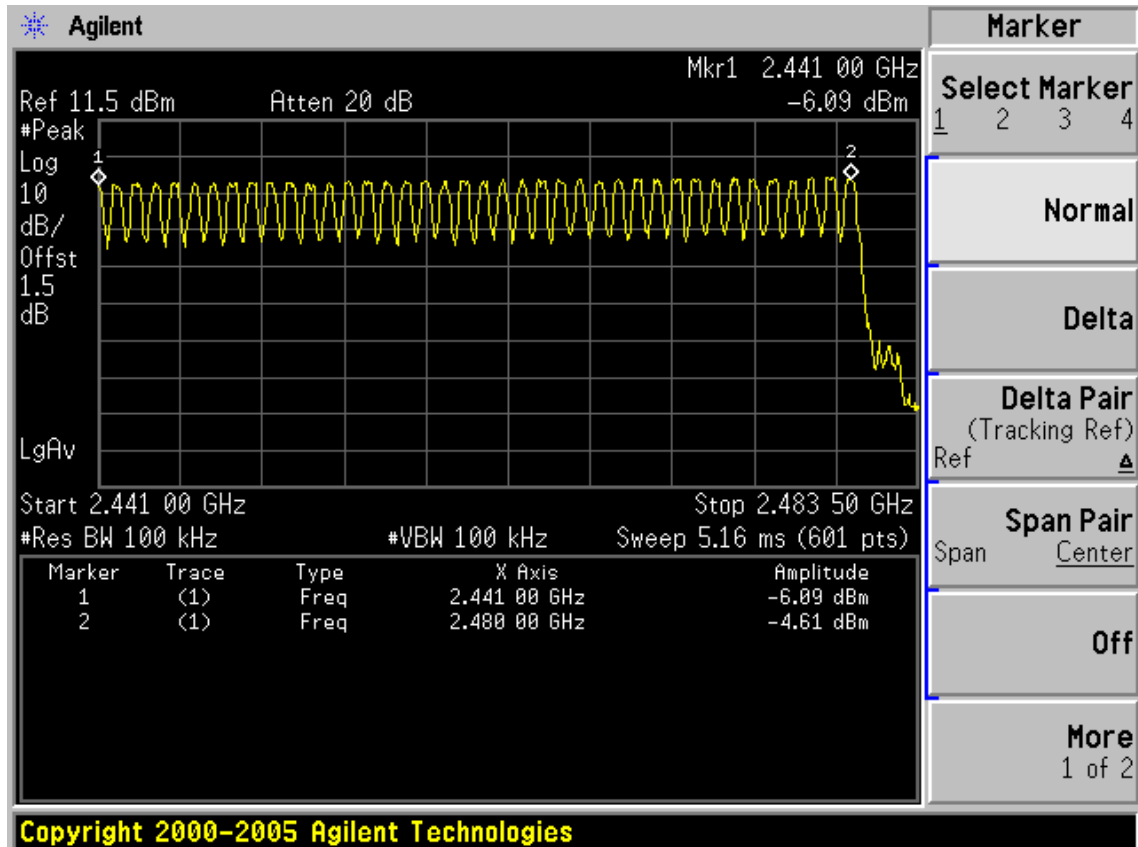 Agilent
Mkr1 2.441 00 GHz
Ref 11.5 dBm Atten 20 dB -6.09 dBm
#Peak
Log
10
dB/
Offst
1.5
dB
LgAv
1
2
Start 2.441 00 GHz Stop 2.483 50 GHz
#Res BW 100 kHz #VBW 100 kHz Sweep 5.16 ms (601 pts)
Marker Trace Type X Axis Amplitude
1 (1) Freq 2.441 00 GHz -6.09 dBm
2 (1) Freq 2.480 00 GHz -4.61 dBm
Copyright 2000-2005 Agilent Technologies
Marker
Select Marker
1 2 3 4
Normal
Delta
Delta Pair
(Tracking Ref)
Ref Δ
Span Pair
Span Center
Off
More
1 of 2